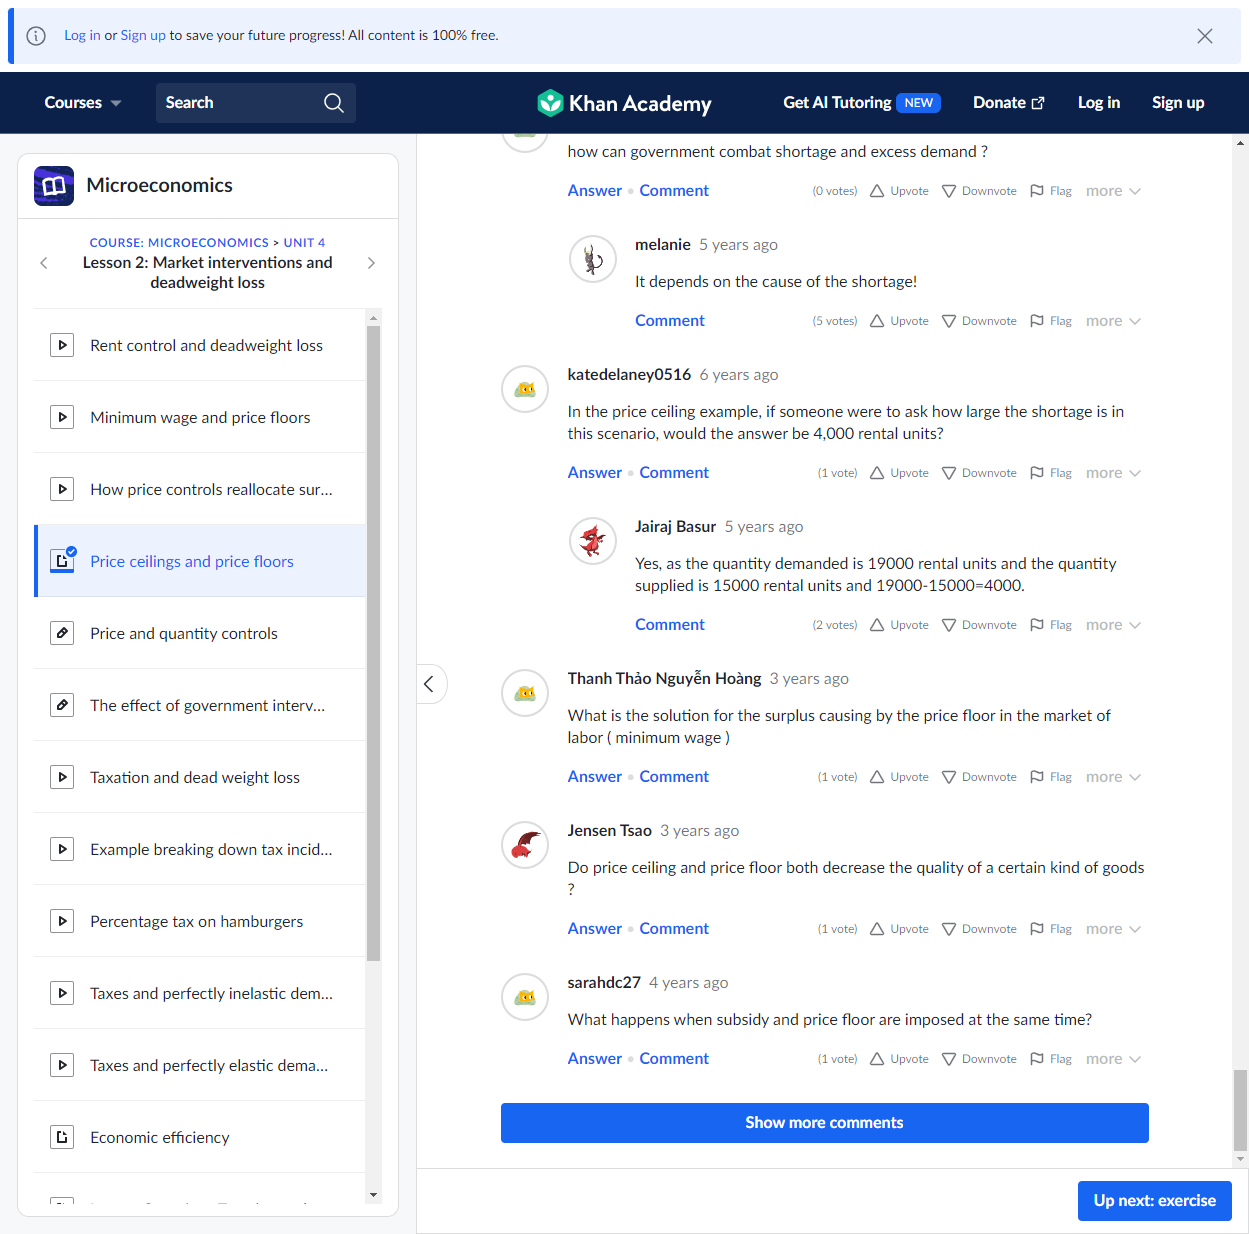 Log in or Sign up to save your future progress! All content is 100% free.
Courses
Search
Khan Academy
Get AI Tutoring NEW
Donate
Log in
Sign up
Microeconomics
COURSE: MICROECONOMICS > UNIT 4
Lesson 2: Market interventions and
deadweight loss
Rent control and deadweight loss
Minimum wage and price floors
How price controls reallocate sur...
Price ceilings and price floors
Price and quantity controls
The effect of government interv...
Taxation and dead weight loss
Example breaking down tax incid...
Percentage tax on hamburgers
Taxes and perfectly inelastic dem...
Taxes and perfectly elastic dema...
Economic efficiency
how can government combat shortage and excess demand ?
Answer • Comment (0 votes) Upvote Downvote Flag more
melanie 5 years ago
It depends on the cause of the shortage!
Comment (5 votes) Upvote Downvote Flag more
katedelaney0516 6 years ago
In the price ceiling example, if someone were to ask how large the shortage is in
this scenario, would the answer be 4,000 rental units?
Answer • Comment (1 vote) Upvote Downvote Flag more
Jairaj Basur 5 years ago
Yes, as the quantity demanded is 19000 rental units and the quantity
supplied is 15000 rental units and 19000-15000=4000.
Comment (2 votes) Upvote Downvote Flag more
Thanh Thảo Nguyễn Hoàng 3 years ago
What is the solution for the surplus causing by the price floor in the market of
labor ( minimum wage )
Answer • Comment (1 vote) Upvote Downvote Flag more
Jensen Tsao 3 years ago
Do price ceiling and price floor both decrease the quality of a certain kind of goods
?
Answer • Comment (1 vote) Upvote Downvote Flag more
sarahdc27 4 years ago
What happens when subsidy and price floor are imposed at the same time?
Answer • Comment (1 vote) Upvote Downvote Flag more
Show more comments
Up next: exercise